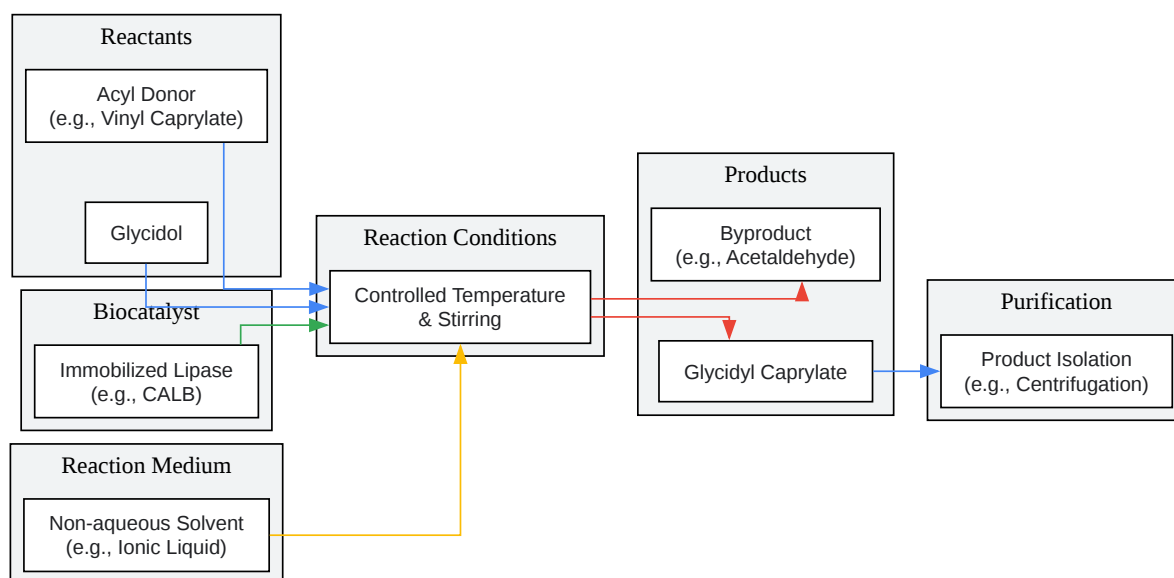 Reactants
Acyl Donor
(e.g., Vinyl Caprylate)
Glycidol
Biocatalyst
Immobilized Lipase
(e.g., CALB)
Reaction Medium
Non-aqueous Solvent
(e.g., Ionic Liquid)
Reaction Conditions
Controlled Temperature
& Stirring
Products
Byproduct
(e.g., Acetaldehyde)
Glycidyl Caprylate
Purification
Product Isolation
(e.g., Centrifugation)